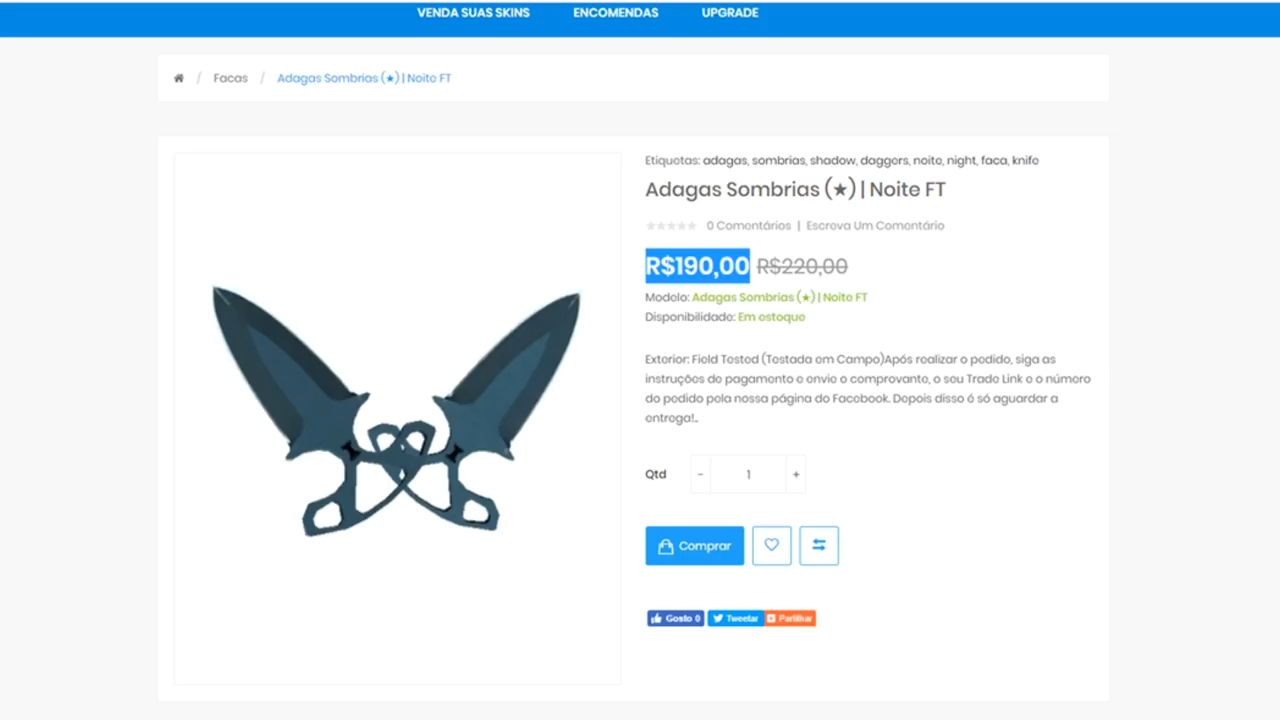 VENDA SUAS SKINS ENCOMENDAS UPGRADE
/ Facas / Adagas Sombrias (★) | Noite FT
Etiquetas: adagas, sombrias, shadow, daggers, noite, night, faca, knife
Adagas Sombrias (★) | Noite FT
0 Comentários | Escreva Um Comentário
R$190,00 R$220,00
Modelo: Adagas Sombrias (★) | Noite FT
Disponibilidade: Em estoque
Exterior: Field Tested (Testada em Campo)Após realizar o pedido, siga as
instruções de pagamento e envie o comprovante, o seu Trade Link e o número
do pedido pela nossa página do Facebook. Depois disso é só aguardar a
entrega!..
Qtd - 1 +
Comprar
Gosto 0 Tweetar Partilhar